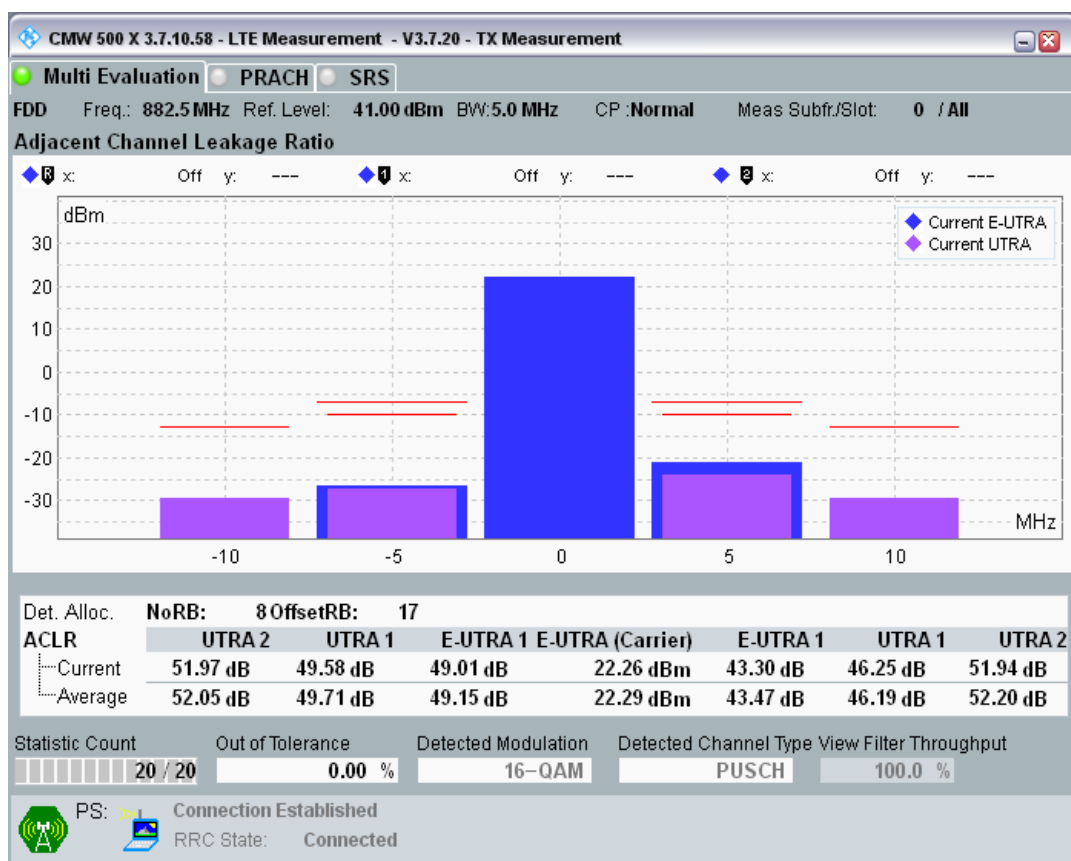 CMW 500 X 3.7.10.58 - LTE Measurement - V3.7.20 - TX Measurement
Multi Evaluation PRACH SRS
FDD Freq.: 882.5 MHz Ref. Level: 41.00 dBm BW:5.0 MHz CP :Normal Meas Subfr./Slot: 0 / All
Adjacent Channel Leakage Ratio
R x: Off y: --- 1 x: Off y: --- 2 x: Off y: ---
dBm
Current E-UTRA
Current UTRA
30
20
10
0
-10
-20
-30
MHz
-10 -5 0 5 10
Det. Alloc. NoRB: 8 OffsetRB: 17
ACLR UTRA 2 UTRA 1 E-UTRA 1 E-UTRA (Carrier) E-UTRA 1 UTRA 1 UTRA 2
Current 51.97 dB 49.58 dB 49.01 dB 22.26 dBm 43.30 dB 46.25 dB 51.94 dB
Average 52.05 dB 49.71 dB 49.15 dB 22.29 dBm 43.47 dB 46.19 dB 52.20 dB
Statistic Count Out of Tolerance Detected Modulation Detected Channel Type View Filter Throughput
20 / 20 0.00 % 16-QAM PUSCH 100.0 %
PS: Connection Established
RRC State: Connected